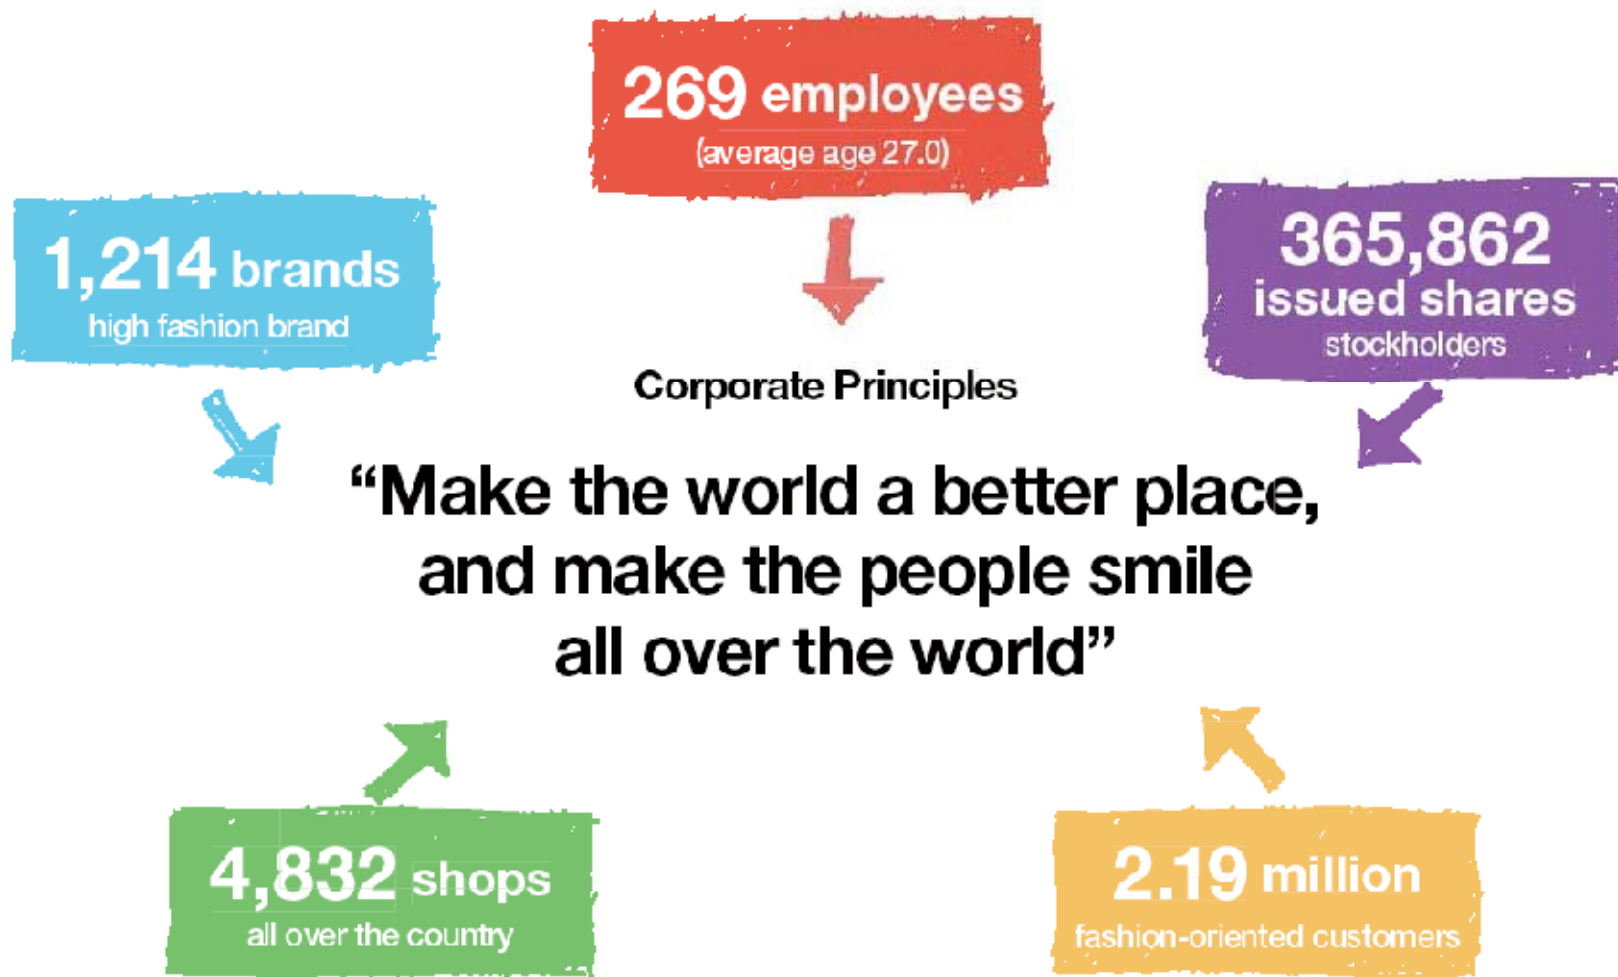 269 employees
(average age 27.0)
1,214 brands
high fashion brand
365,862
issued shares
stockholders
Corporate Principles
“Make the world a better place,
and make the people smile
all over the world”
4,832 shops
all over the country
2.19 million
fashion-oriented customers